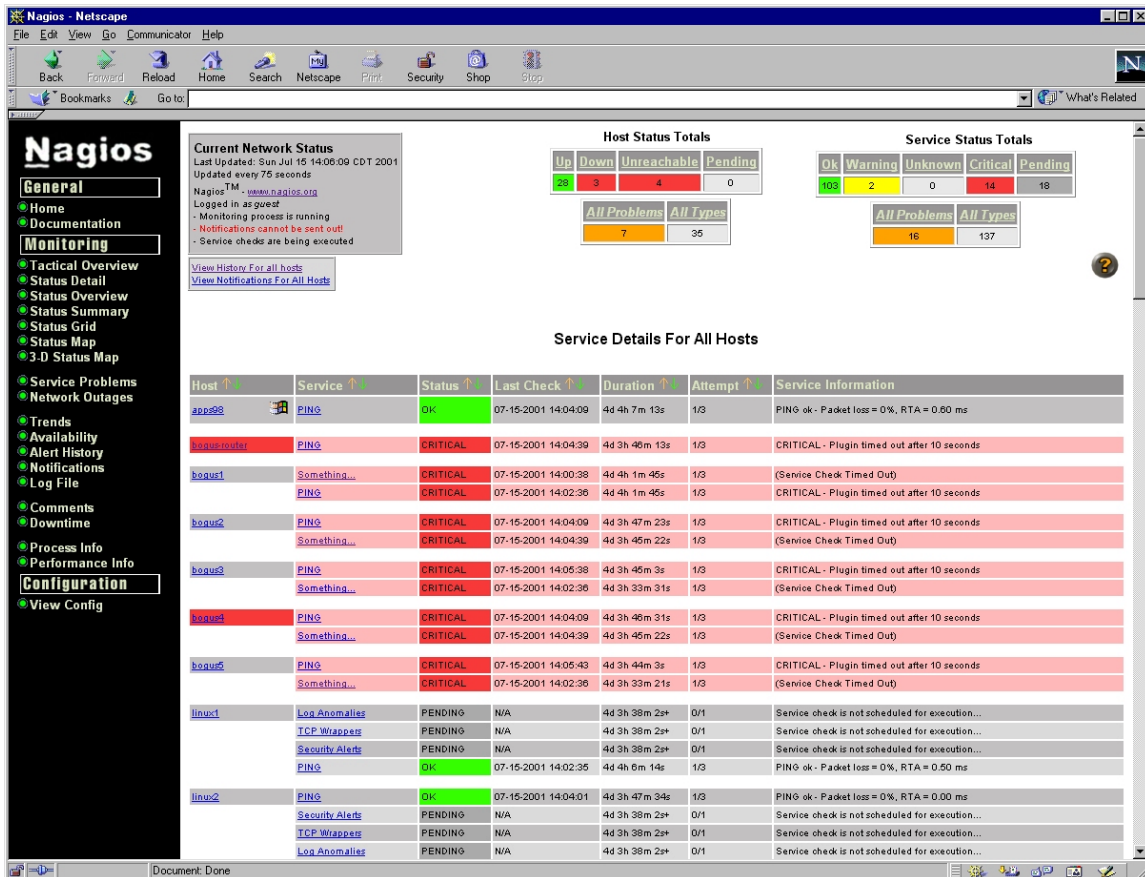 Nagios - Netscape
File Edit View Go Communicator Help
Back Forward Reload Home Search Netscape Print Security Shop Stop
Bookmarks Go to: What's Related
Nagios
General
Home
Documentation
Monitoring
Tactical Overview
Status Detail
Status Overview
Status Summary
Status Grid
Status Map
3-D Status Map
Service Problems
Network Outages
Trends
Availability
Alert History
Notifications
Log File
Comments
Downtime
Process Info
Performance Info
Configuration
View Config
Current Network Status
Last Updated: Sun Jul 15 14:06:09 CDT 2001
Updated every 75 seconds
Nagios™ - www.nagios.org
Logged in as guest
- Monitoring process is running
- Notifications cannot be sent out!
- Service checks are being executed
View History For all hosts
View Notifications For All Hosts
Host Status Totals
Up Down Unreachable Pending
28 3 4 0
All Problems All Types
7 35
Service Status Totals
Ok Warning Unknown Critical Pending
103 2 0 14 18
All Problems All Types
16 137
?
Service Details For All Hosts
Host Service Status Last Check Duration Attempt Service Information
apps98 PING OK 07-15-2001 14:04:09 4d 4h 7m 13s 1/3 PING ok - Packet loss = 0%, RTA = 0.60 ms
bogus-router PING CRITICAL 07-15-2001 14:04:39 4d 3h 46m 13s 1/3 CRITICAL - Plugin timed out after 10 seconds
bogus1 Something... CRITICAL 07-15-2001 14:00:38 4d 4h 1m 45s 1/3 (Service Check Timed Out)
PING CRITICAL 07-15-2001 14:02:36 4d 4h 1m 45s 1/3 CRITICAL - Plugin timed out after 10 seconds
bogus2 PING CRITICAL 07-15-2001 14:04:09 4d 3h 47m 23s 1/3 CRITICAL - Plugin timed out after 10 seconds
Something... CRITICAL 07-15-2001 14:04:39 4d 3h 45m 22s 1/3 (Service Check Timed Out)
bogus3 PING CRITICAL 07-15-2001 14:05:38 4d 3h 45m 3s 1/3 CRITICAL - Plugin timed out after 10 seconds
Something... CRITICAL 07-15-2001 14:02:36 4d 3h 33m 31s 1/3 (Service Check Timed Out)
bogus4 PING CRITICAL 07-15-2001 14:04:09 4d 3h 46m 31s 1/3 CRITICAL - Plugin timed out after 10 seconds
Something... CRITICAL 07-15-2001 14:04:39 4d 3h 45m 22s 1/3 (Service Check Timed Out)
bogus5 PING CRITICAL 07-15-2001 14:05:43 4d 3h 44m 3s 1/3 CRITICAL - Plugin timed out after 10 seconds
Something... CRITICAL 07-15-2001 14:02:36 4d 3h 33m 21s 1/3 (Service Check Timed Out)
linux1 Log Anomalies PENDING N/A 4d 3h 38m 2s+ 0/1 Service check is not scheduled for execution...
TCP Wrappers PENDING N/A 4d 3h 38m 2s+ 0/1 Service check is not scheduled for execution...
Security Alerts PENDING N/A 4d 3h 38m 2s+ 0/1 Service check is not scheduled for execution...
PING OK 07-15-2001 14:02:35 4d 4h 6m 14s 1/3 PING ok - Packet loss = 0%, RTA = 0.50 ms
linux2 PING OK 07-15-2001 14:04:01 4d 3h 47m 34s 1/3 PING ok - Packet loss = 0%, RTA = 0.00 ms
Security Alerts PENDING N/A 4d 3h 38m 2s+ 0/1 Service check is not scheduled for execution...
TCP Wrappers PENDING N/A 4d 3h 38m 2s+ 0/1 Service check is not scheduled for execution...
Log Anomalies PENDING N/A 4d 3h 38m 2s+ 0/1 Service check is not scheduled for execution...
Document: Done